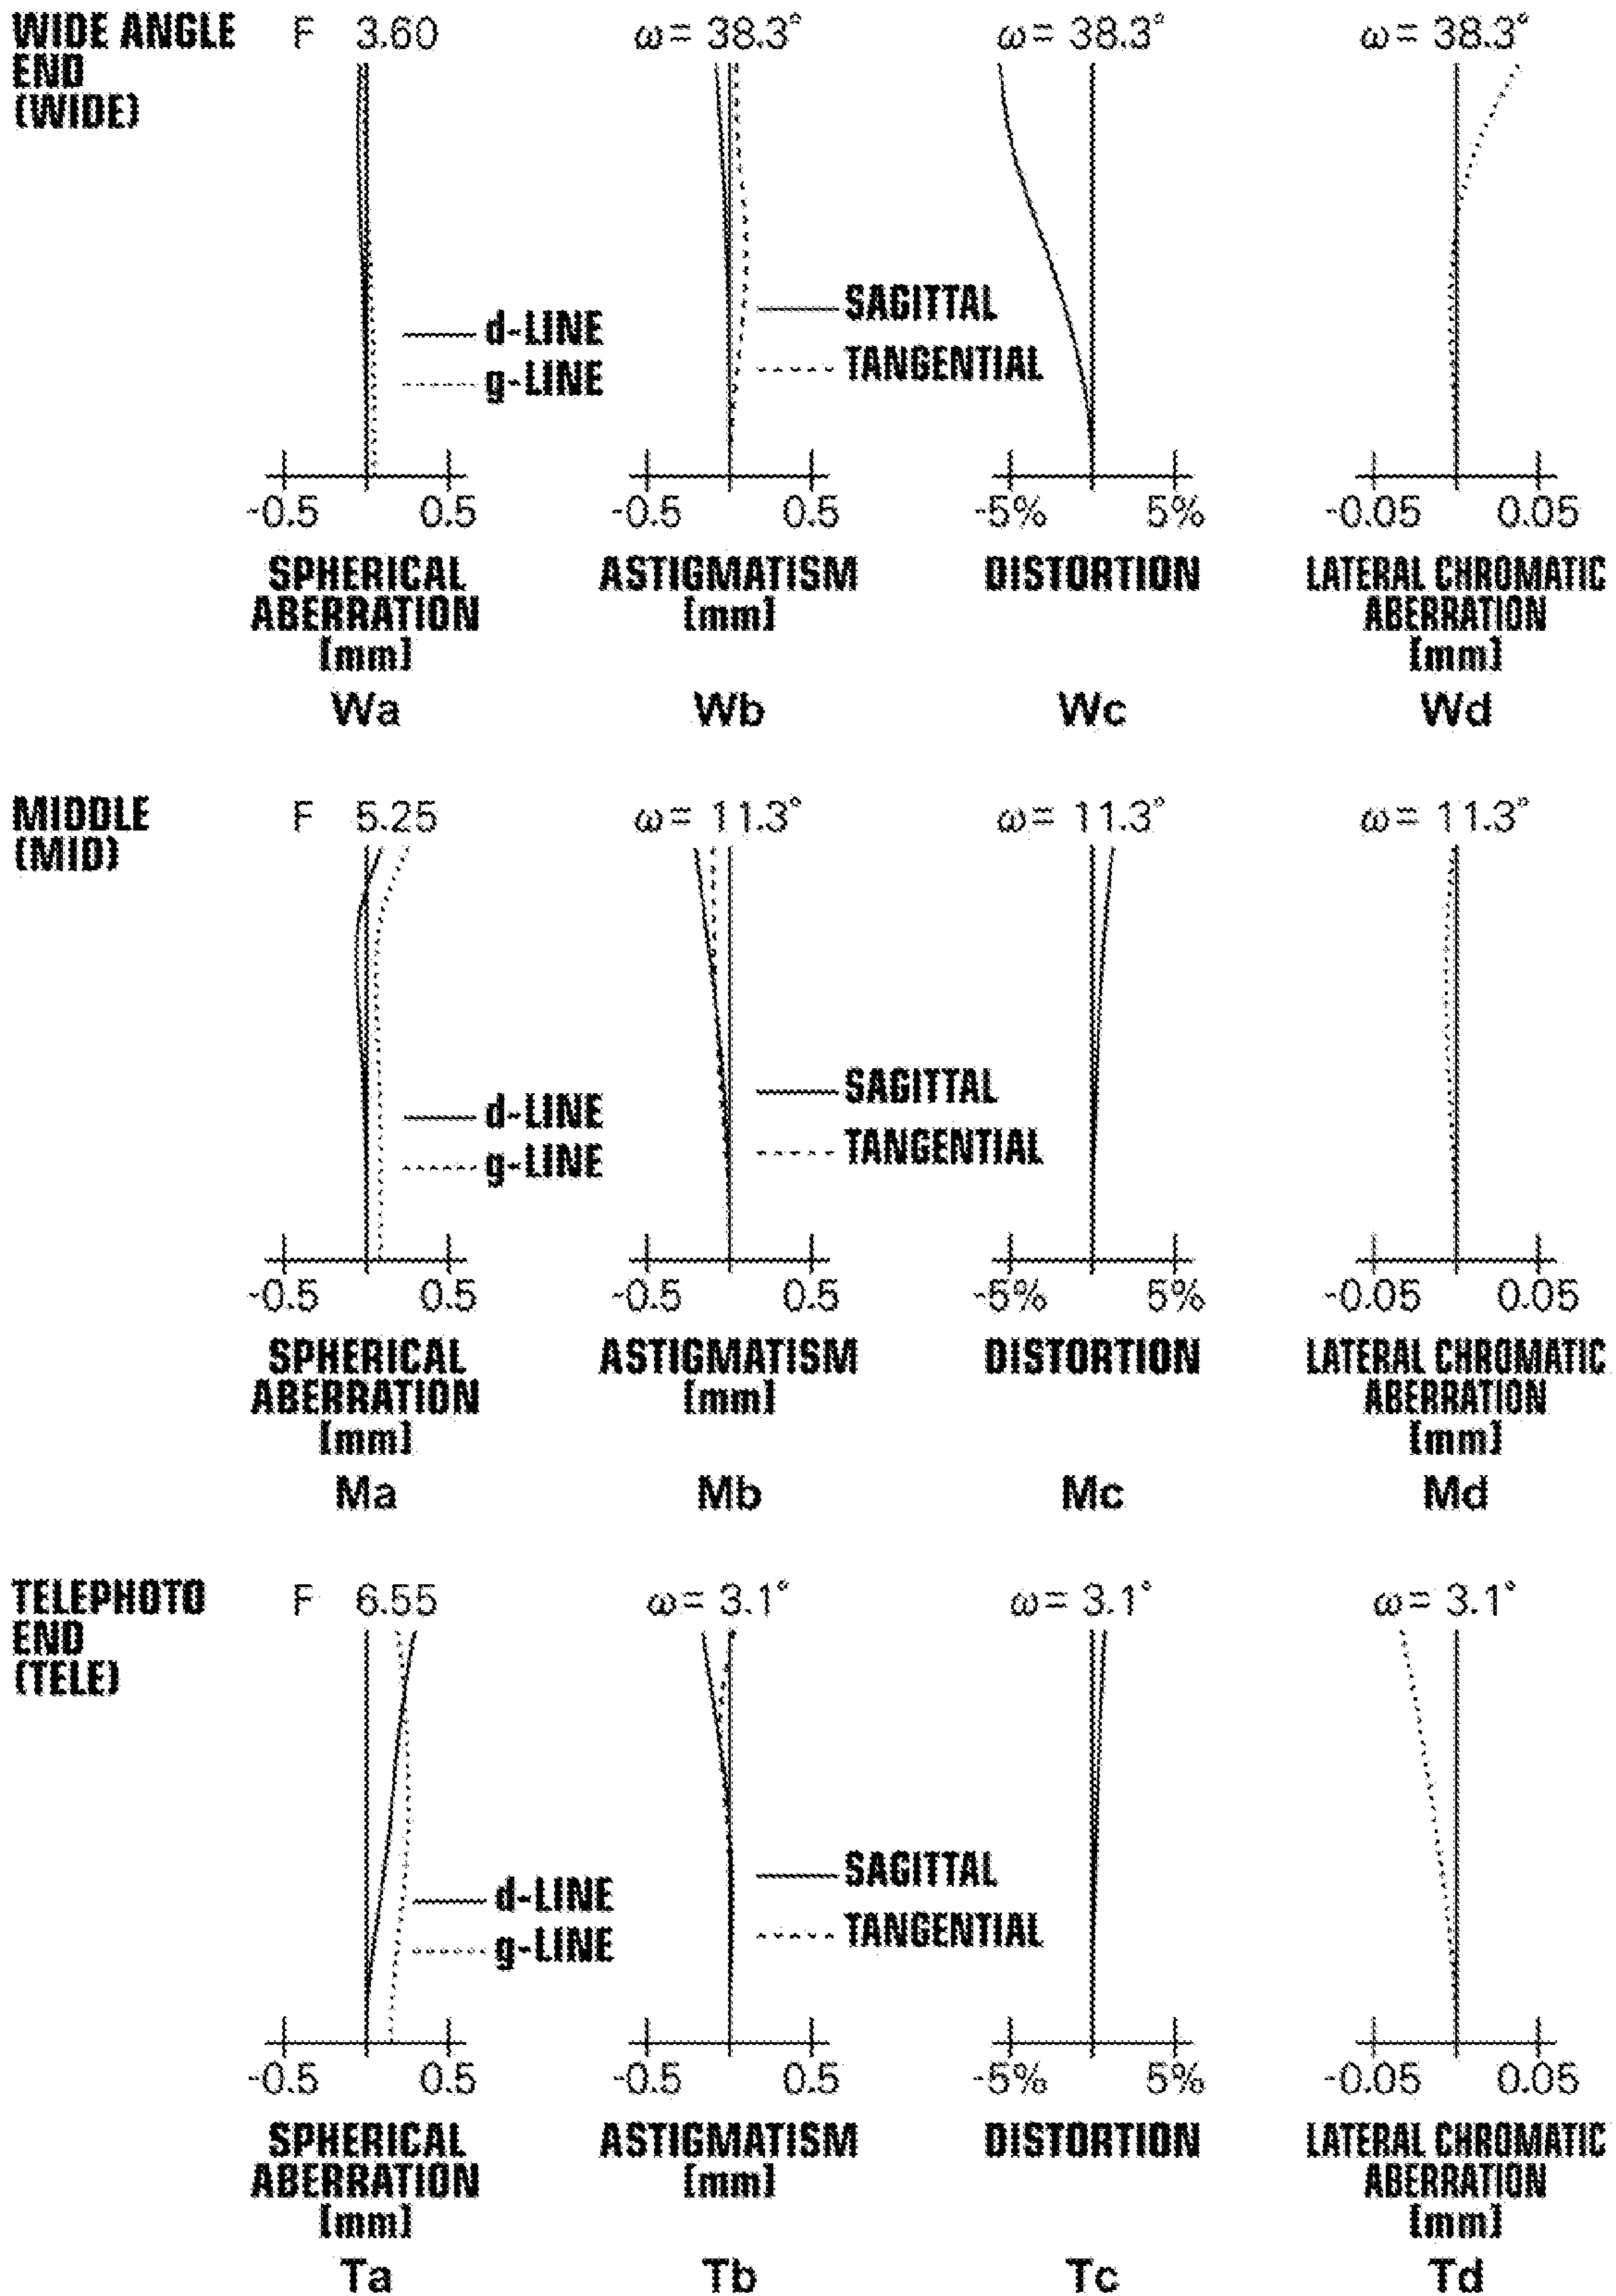 WIDE ANGLE
END
(WIDE)
F 3.60
ω = 38.3°
ω = 38.3°
ω = 38.3°
d-LINE
g-LINE
SAGITTAL
TANGENTIAL
-0.5 0.5
-0.5 0.5
-5% 5%
-0.05 0.05
SPHERICAL
ABERRATION
[mm]
ASTIGMATISM
[mm]
DISTORTION
LATERAL CHROMATIC
ABERRATION
[mm]
Wa
Wb
Wc
Wd
MIDDLE
(MID)
F 5.25
ω = 11.3°
ω = 11.3°
ω = 11.3°
d-LINE
g-LINE
SAGITTAL
TANGENTIAL
-0.5 0.5
-0.5 0.5
-5% 5%
-0.05 0.05
SPHERICAL
ABERRATION
[mm]
ASTIGMATISM
[mm]
DISTORTION
LATERAL CHROMATIC
ABERRATION
[mm]
Ma
Mb
Mc
Md
TELEPHOTO
END
(TELE)
F 6.55
ω = 3.1°
ω = 3.1°
ω = 3.1°
d-LINE
g-LINE
SAGITTAL
TANGENTIAL
-0.5 0.5
-0.5 0.5
-5% 5%
-0.05 0.05
SPHERICAL
ABERRATION
[mm]
ASTIGMATISM
[mm]
DISTORTION
LATERAL CHROMATIC
ABERRATION
[mm]
Ta
Tb
Tc
Td